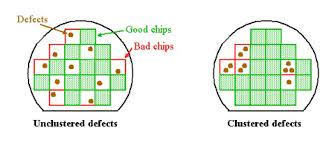 Defects
Good chips
Bad chips
Unclustered defects
Clustered defects